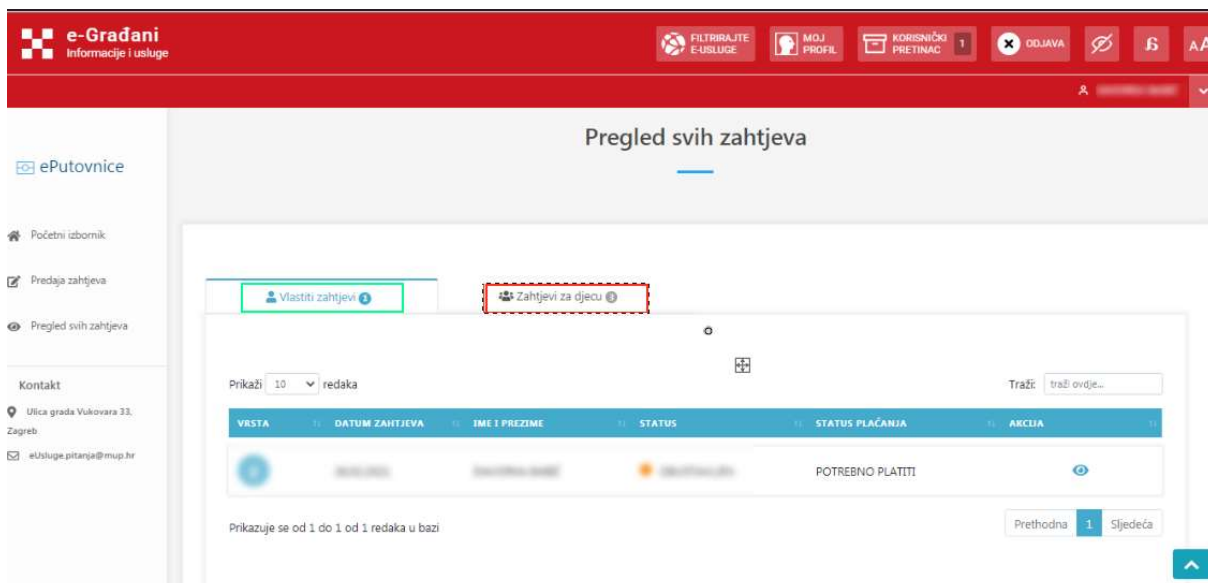 e-Građani
Informacije i usluge
FILTRIRAJTE
E-USLUGE
MOJ
PROFIL
KORISNIČKI
PRETINAC
1
ODJAVA
AA
Pregled svih zahtjeva
ePutovnice
Početni izbornik
Predaja zahtjeva
Pregled svih zahtjeva
Kontakt
Ulica grada Vukovara 33,
Zagreb
eUsluge.pitanja@mup.hr
Vlastiti zahtjevi 1
Zahtjevi za djecu
Prikaži 10 redaka
Traži: traži ovdje...
VRSTA DATUM ZAHTJEVA IME I PREZIME STATUS STATUS PLAČANJA AKCIJA
POTREBNO PLATITI
Prikazuje se od 1 do 1 od 1 redaka u bazi
Prethodna 1 Sljedeća